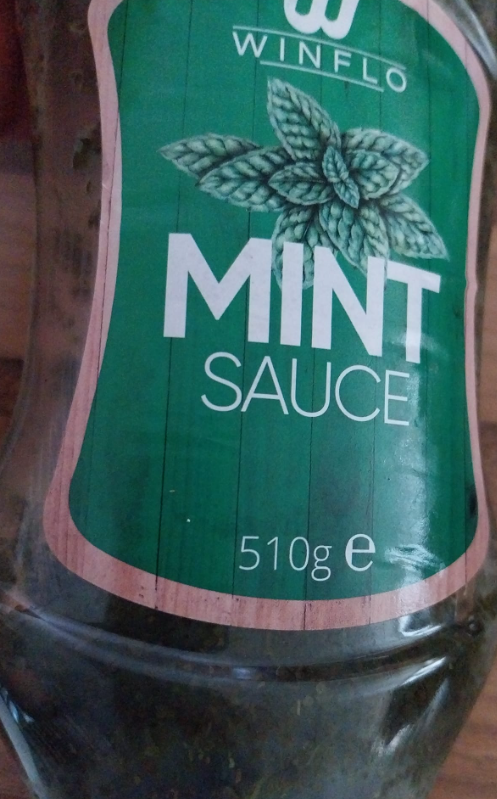 WINFLO
MINT
SAUCE
510g e